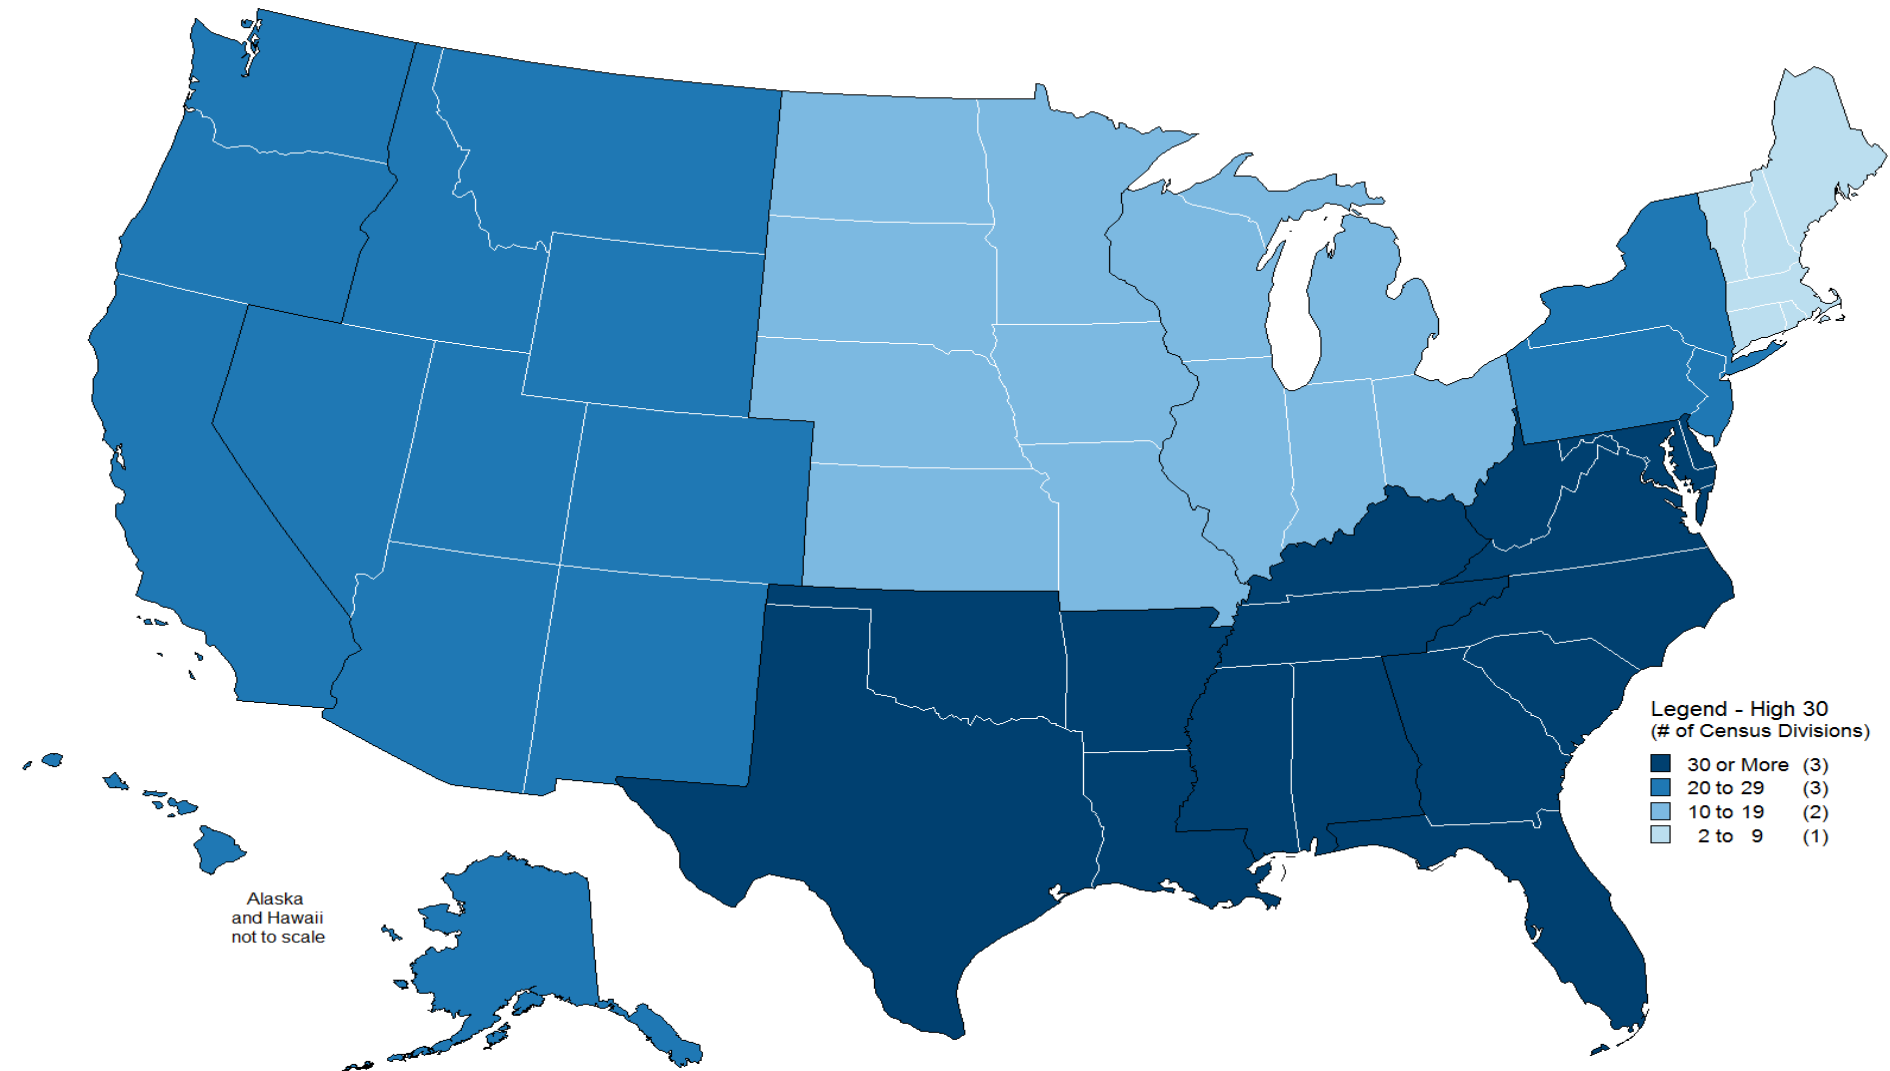 Legend - High 30
(# of Census Divisions)
30 or More (3)
20 to 29 (3)
10 to 19 (2)
2 to 9 (1)
Alaska
and Hawaii
not to scale